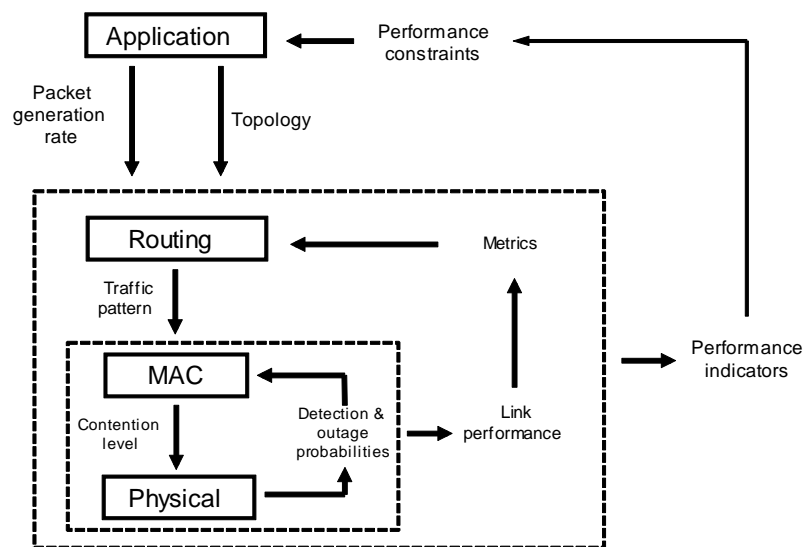 Application
Performance
constraints
Packet
generation
rate
Topology
Routing
Metrics
Traffic
pattern
MAC
Performance
indicators
Contention
level
Detection &
outage
probabilities
Link
performance
Physical